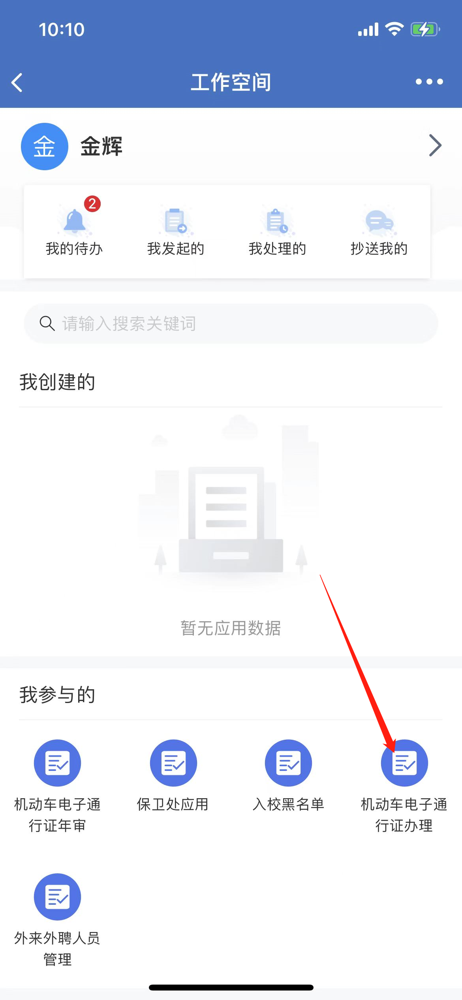 10:10
工作空间
金
金辉
2
我的待办
我发起的
我处理的
抄送我的
请输入搜索关键词
我创建的
暂无应用数据
我参与的
机动车电子通
行证年审
保卫处应用
入校黑名单
机动车电子通
行证办理
外来外聘人员
管理